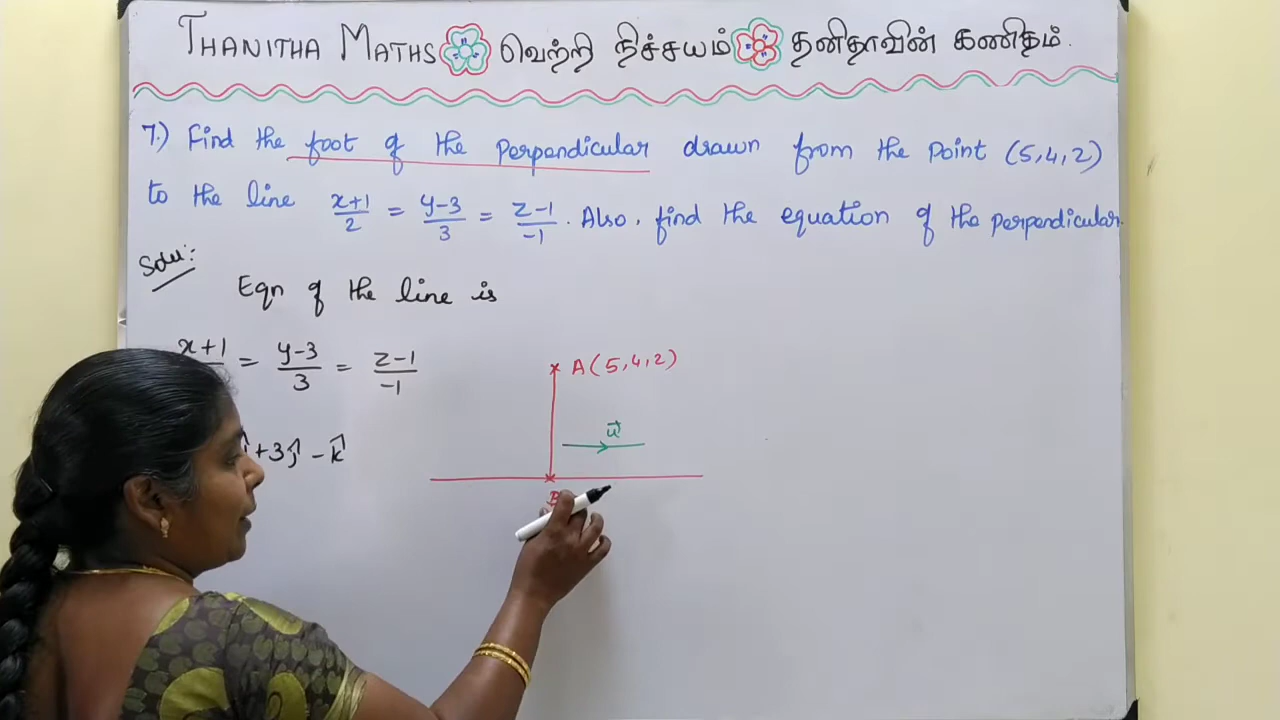 THANITHA MATHS வெற்றி நிச்சயம் தனிதாவின் கணிதம்.
7.) Find the foot of the perpendicular drawn from the point (5,4,2)
to the line (x+1)/2 = (y-3)/3 = (z-1)/-1. Also, find the equation of the perpendicular.
Solu:
Eqn of the line is
x+1 = (y-3)/3 = (z-1)/-1
A(5,4,2)
u⃗
+3j⃗ - k⃗
B